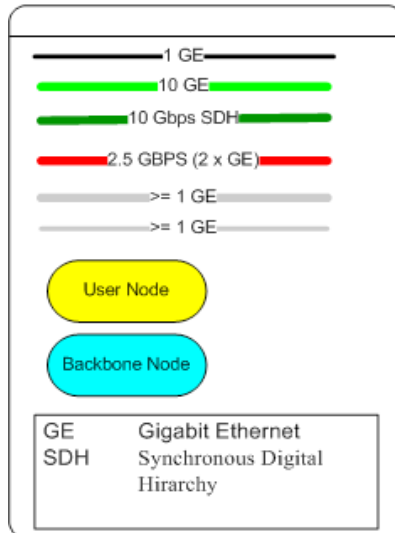 1 GE
10 GE
10 Gbps SDH
2.5 GBPS (2 x GE)
>= 1 GE
>= 1 GE
User Node
Backbone Node
GE Gigabit Ethernet
SDH Synchronous Digital
Hirarchy